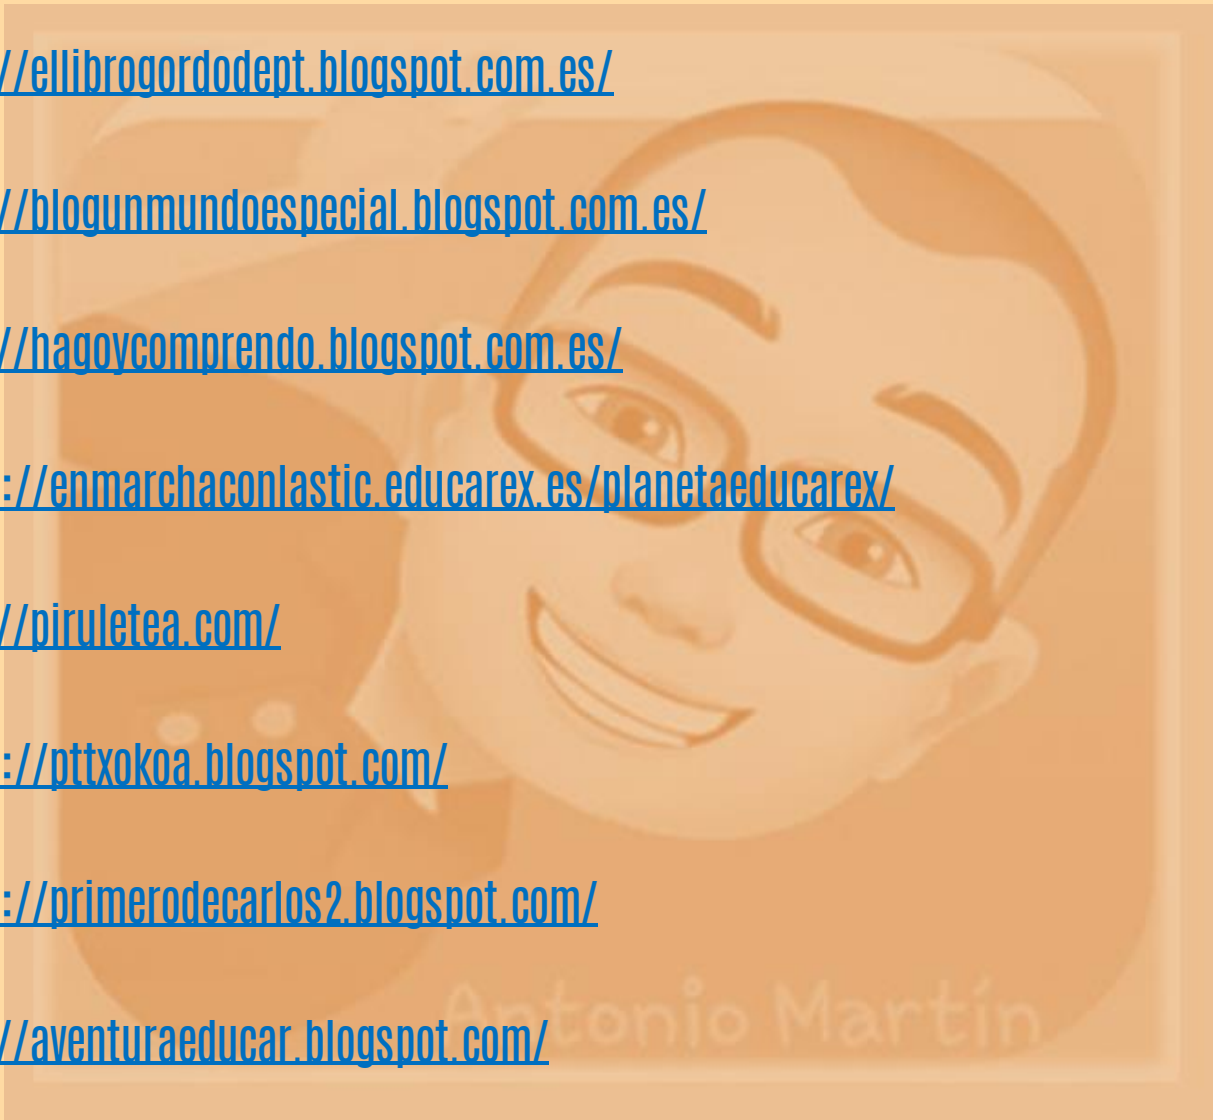 //ellibrogordodept.blogspot.com.es/
//blogunmundoespecial.blogspot.com.es/
//hagoycomprendo.blogspot.com.es/
://enmarchaconlastic.educarex.es/planetaeducarex/
//piruletea.com/
://pttxokoa.blogspot.com/
://primerodecarlos2.blogspot.com/
//aventuraeducar.blogspot.com/
Antonio Martín